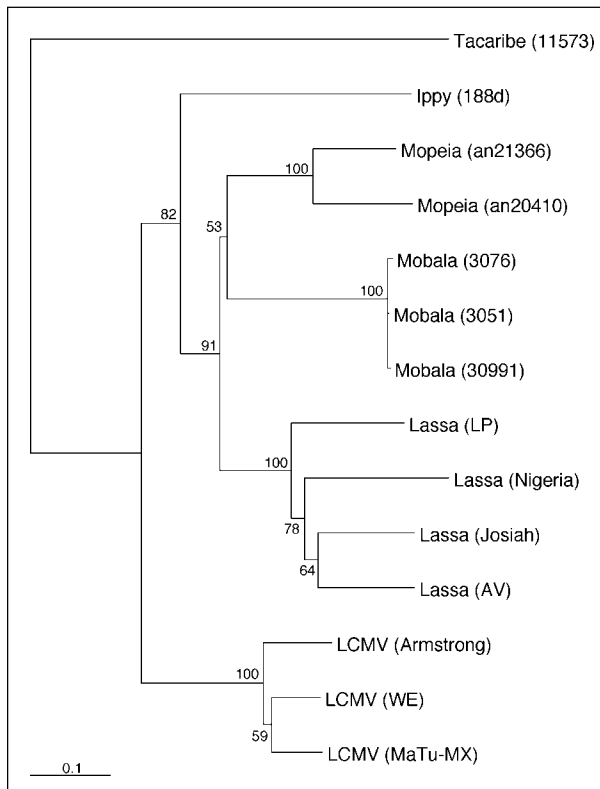 Tacaribe (11573)
Ippy (188d)
100
Mopeia (an21366)
82
53
Mopeia (an20410)
Mobala (3076)
100
Mobala (3051)
91
Mobala (30991)
Lassa (LP)
100
Lassa (Nigeria)
78
Lassa (Josiah)
64
Lassa (AV)
LCMV (Armstrong)
100
LCMV (WE)
59
LCMV (MaTu-MX)
0.1